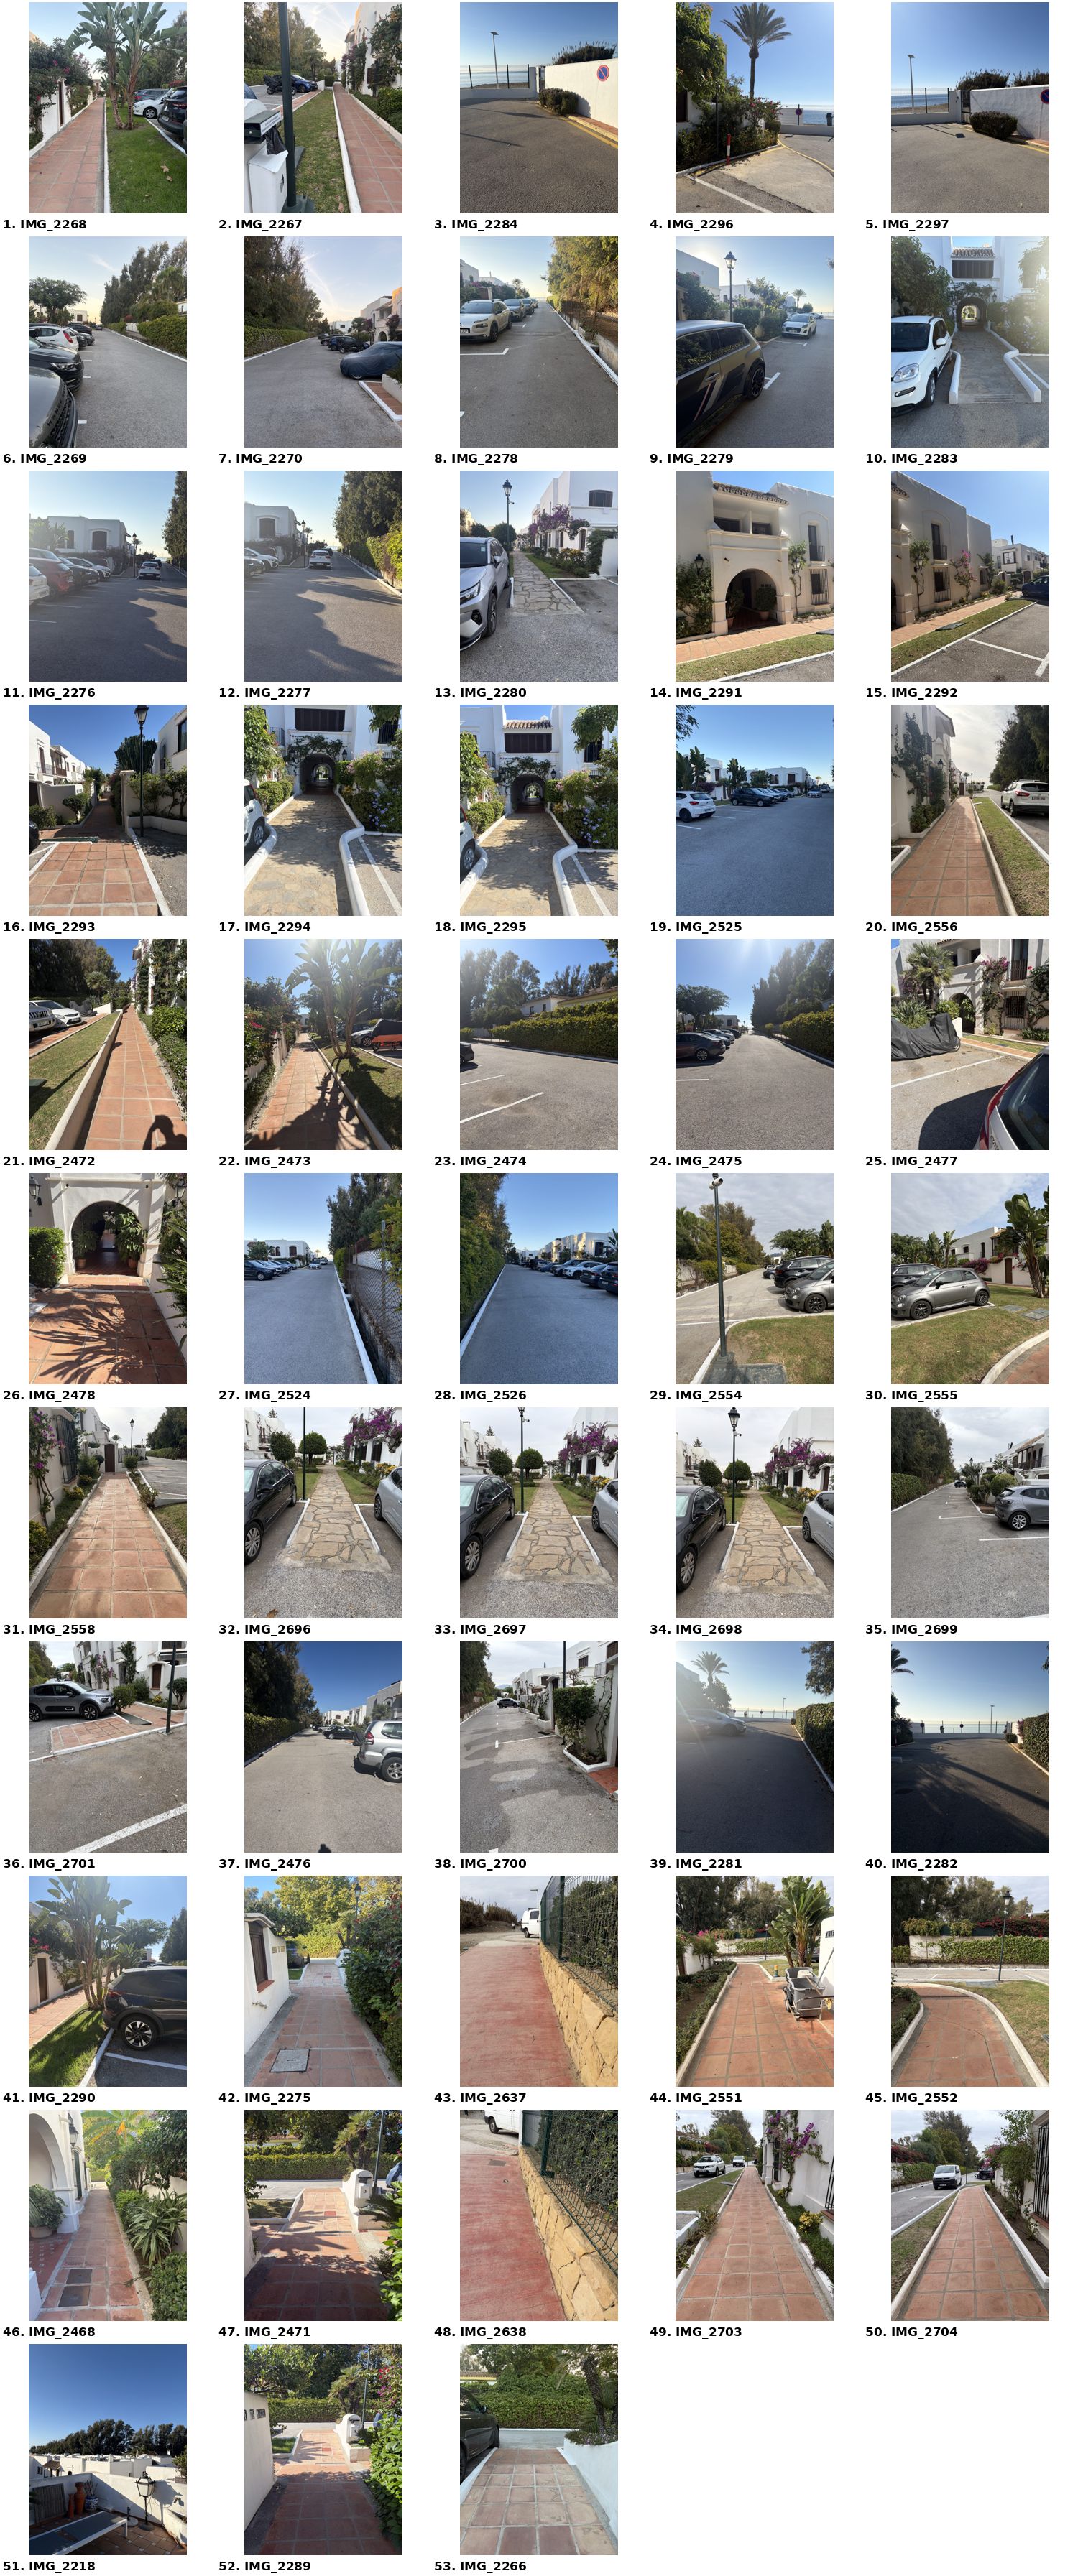 1. IMG_2268
2. IMG_2267
3. IMG_2284
4. IMG_2296
5. IMG_2297
6. IMG_2269
7. IMG_2270
8. IMG_2278
9. IMG_2279
10. IMG_2283
11. IMG_2276
12. IMG_2277
13. IMG_2280
14. IMG_2291
15. IMG_2292
16. IMG_2293
17. IMG_2294
18. IMG_2295
19. IMG_2525
20. IMG_2556
21. IMG_2472
22. IMG_2473
23. IMG_2474
24. IMG_2475
25. IMG_2477
26. IMG_2478
27. IMG_2524
28. IMG_2526
29. IMG_2554
30. IMG_2555
31. IMG_2558
32. IMG_2696
33. IMG_2697
34. IMG_2698
35. IMG_2699
36. IMG_2701
37. IMG_2476
38. IMG_2700
39. IMG_2281
40. IMG_2282
41. IMG_2290
42. IMG_2275
43. IMG_2637
44. IMG_2551
45. IMG_2552
46. IMG_2468
47. IMG_2471
48. IMG_2638
49. IMG_2703
50. IMG_2704
51. IMG_2218
52. IMG_2289
53. IMG_2266